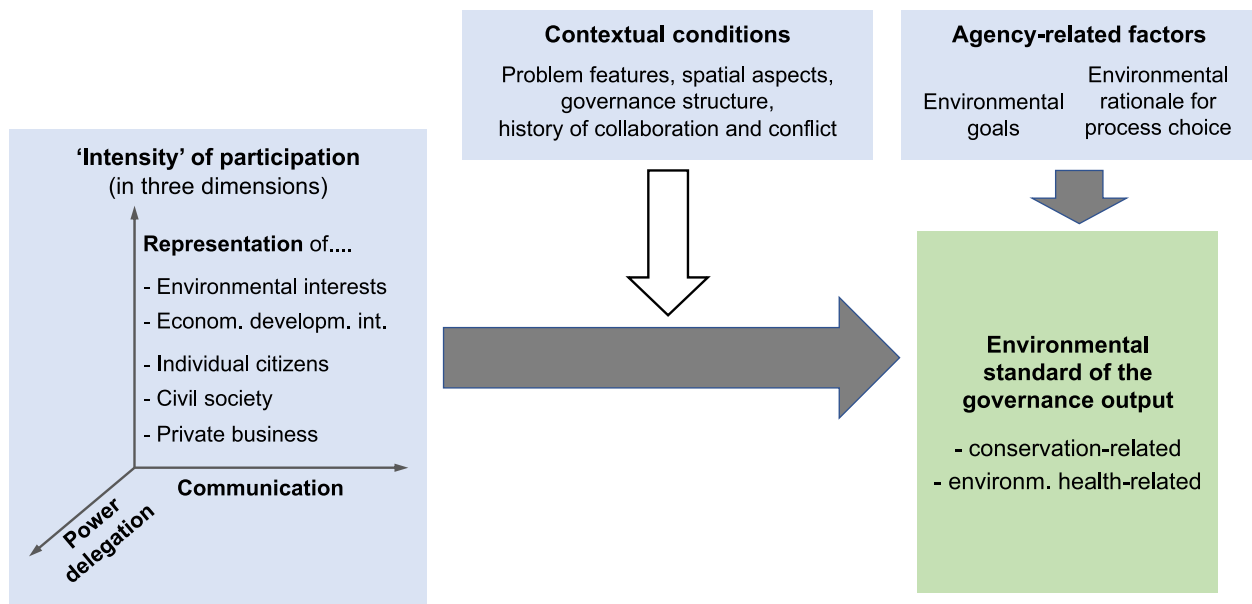 Contextual conditions
Problem features, spatial aspects,
governance structure,
history of collaboration and conflict
Agency-related factors
Environmental
goals
Environmental
rationale for
process choice
‘Intensity’ of participation
(in three dimensions)
Representation of....
- Environmental interests
- Econom. developm. int.
- Individual citizens
- Civil society
- Private business
Communication
Power
delegation
Environmental
standard of the
governance output
- conservation-related
- environm. health-related